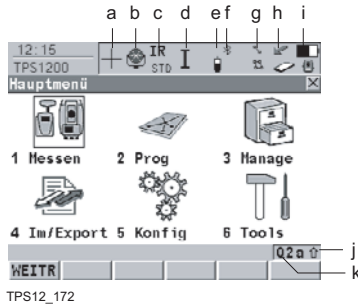 a b c d e f g h i
12:15 IR
TPS1200 STD
Hauptmenü
1 Messen 2 Prog 3 Manage
4 Im/Export 5 Konfig 6 Tools
Q2a⇧ j
k
WEITR
TPS12_172